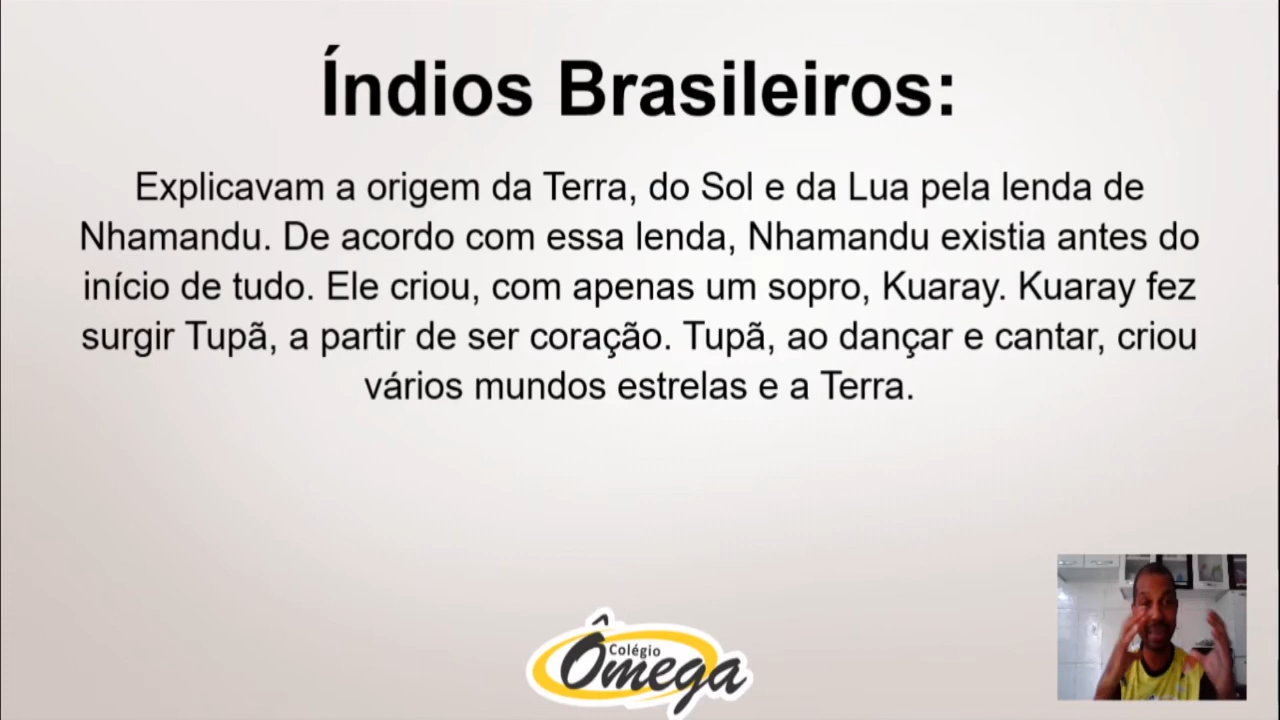 Índios Brasileiros:
Explicavam a origem da Terra, do Sol e da Lua pela lenda de
Nhamandu. De acordo com essa lenda, Nhamandu existia antes do
início de tudo. Ele criou, com apenas um sopro, Kuaray. Kuaray fez
surgir Tupã, a partir de ser coração. Tupã, ao dançar e cantar, criou
vários mundos estrelas e a Terra.
Colégio
Ômega